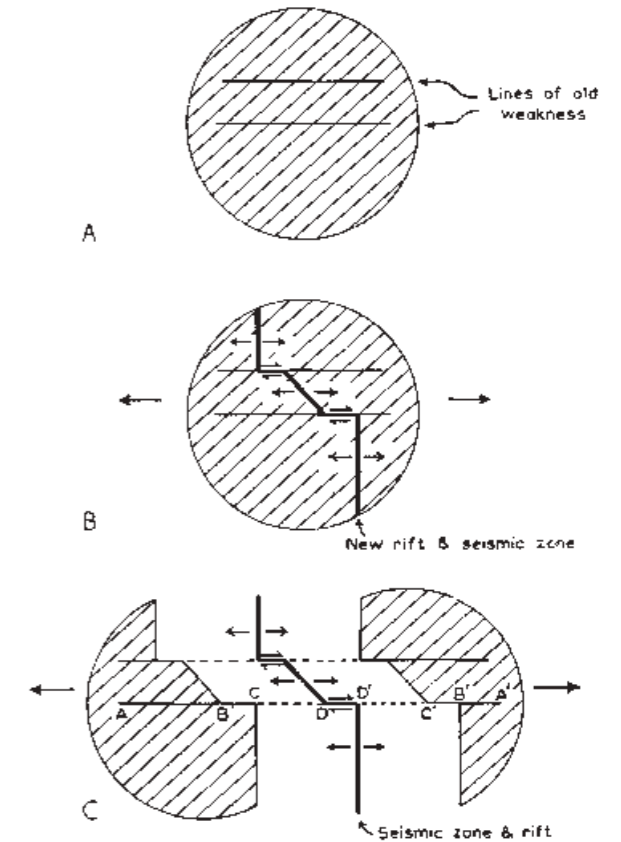 Lines of old
weakness
A
B
New rift & seismic zone
C D' B' A'
A B D C'
C
Seismic zone & rift